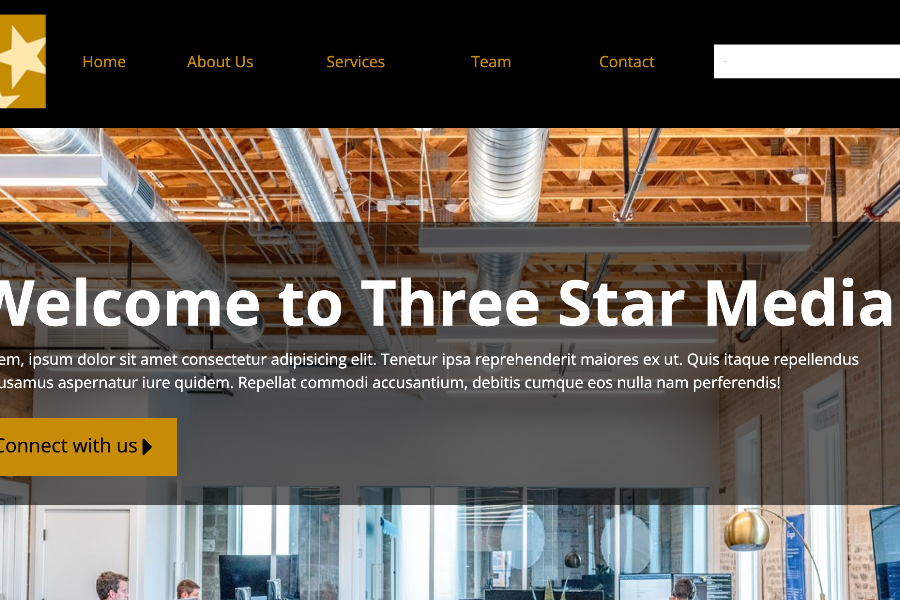 Home About Us Services Team Contact
Welcome to Three Star Media
ipsum dolor sit amet consectetur adipisicing elit. Tenetur ipsa reprehenderit maiores ex ut. Quis itaque repellendus
aspernatur iure quidem. Repellat commodi accusantium, debitis cumque eos nulla nam perferendis!
Connect with us